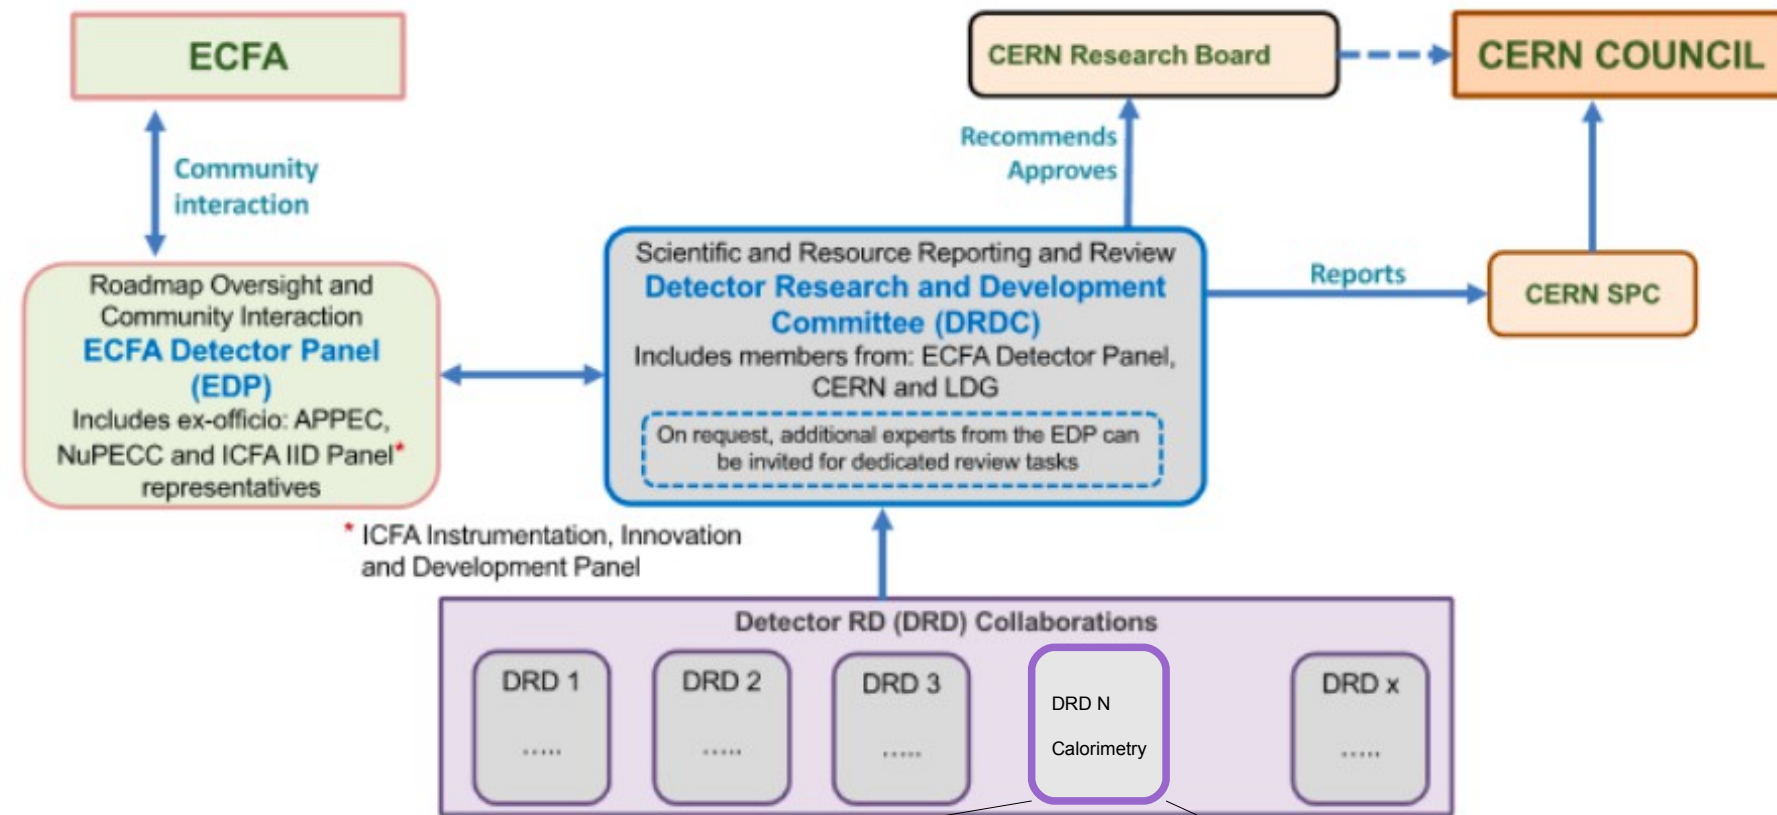 ECFA
CERN Research Board
CERN COUNCIL
Community
interaction
Recommends
Approves
Roadmap Oversight and
Community Interaction
ECFA Detector Panel
(EDP)
Includes ex-officio: APPEC,
NuPECC and ICFA IID Panel*
representatives
Scientific and Resource Reporting and Review
Detector Research and Development
Committee (DRDC)
Includes members from: ECFA Detector Panel,
CERN and LDG
On request, additional experts from the EDP can
be invited for dedicated review tasks
Reports
CERN SPC
* ICFA Instrumentation, Innovation
and Development Panel
Detector RD (DRD) Collaborations
DRD 1
.....
DRD 2
.....
DRD 3
.....
DRD N
Calorimetry
DRD x
.....